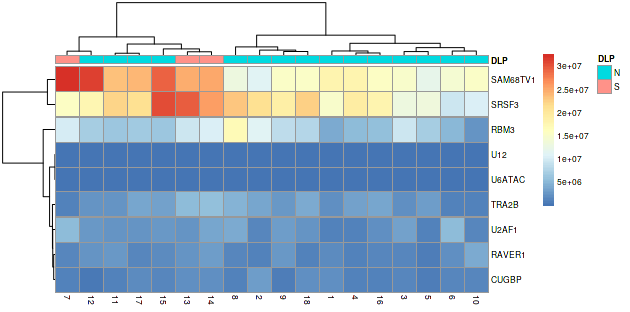 DLP
SAM68TV1
SRSF3
RBM3
U12
U6ATAC
TRA2B
U2AF1
RAVER1
CUGBP
7 12 11 17 15 13 14 8 2 9 18 1 4 16 3 5 6 10
3e+07
2.5e+07
2e+07
1.5e+07
1e+07
5e+06
DLP
N
S